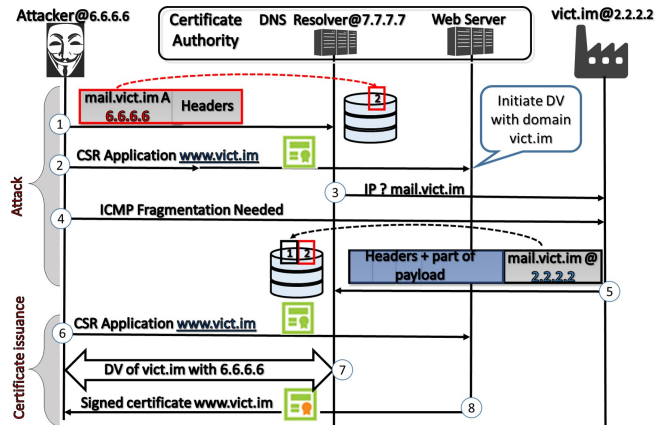 Attacker@6.6.6.6
Certificate
Authority
DNS Resolver@7.7.7.7
Web Server
vict.im@2.2.2.2
mail.vict.im A
6.6.6.6
Headers
2
Initiate DV
with domain
vict.im
1
2
CSR Application www.vict.im
3
IP ? mail.vict.im
4
ICMP Fragmentation Needed
Attack
1
2
Headers + part of
payload
mail.vict.im @
2.2.2.2
5
6
CSR Application www.vict.im
DV of vict.im with 6.6.6.6
7
Signed certificate www.vict.im
8
Certificate issuance